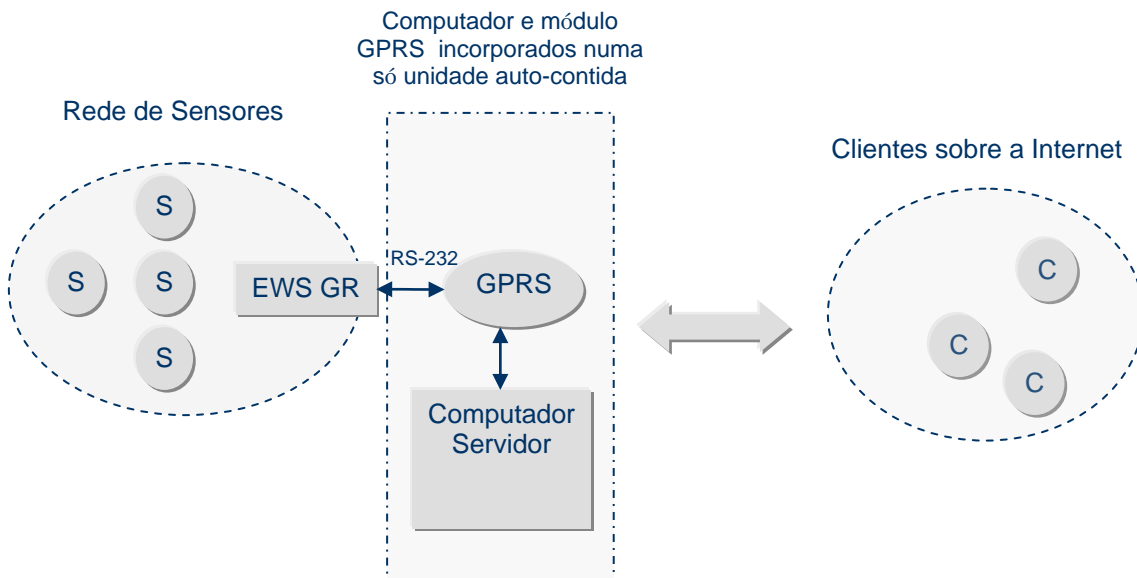 Computador e módulo
GPRS incorporados numa
só unidade auto-contida
Rede de Sensores
Clientes sobre a Internet
S
S
S
S
EWS GR
RS-232
GPRS
Computador
Servidor
C
C
C